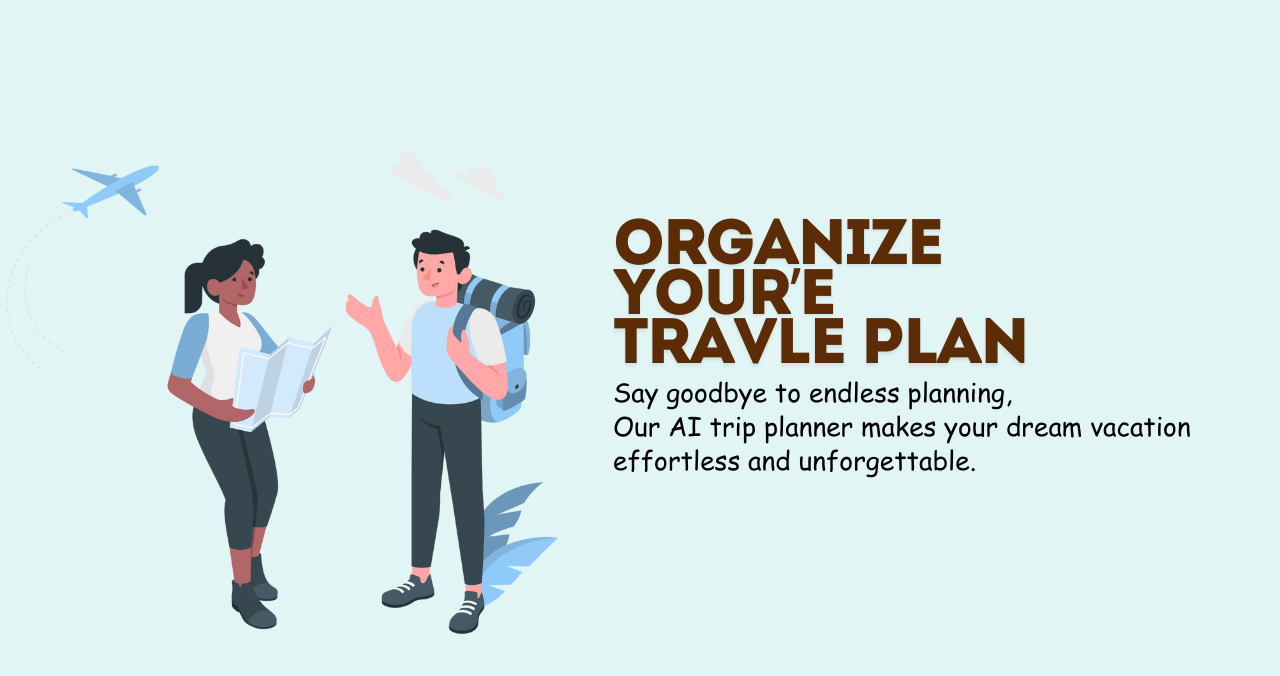 ORGANIZE
YOUR'E
TRAVLE PLAN
Say goodbye to endless planning,
Our AI trip planner makes your dream vacation
effortless and unforgettable.